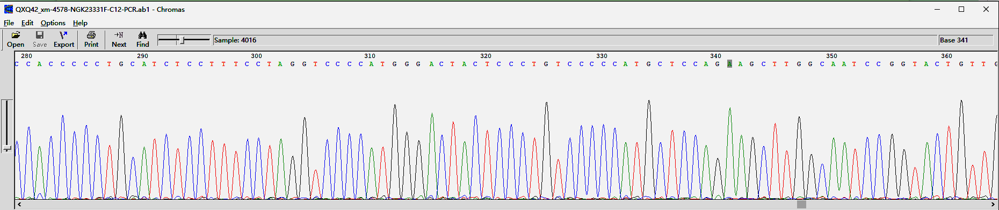 QXQ42_xm-4578-NGK23331F-C12-PCR.ab1 - Chromas
File Edit Options Help
Open Save Export Print Next Find Sample: 4016 Base 341
280 290 300 310 320 330 340 350 360
C C A C C C C C T G C A T C T C C T T T C C T A G G T C C C C A T G G G A C T A C T C C C T G T C C C C C A T G C T C C A G A A G C T T G G C A A T C C G G T A C T G T T G